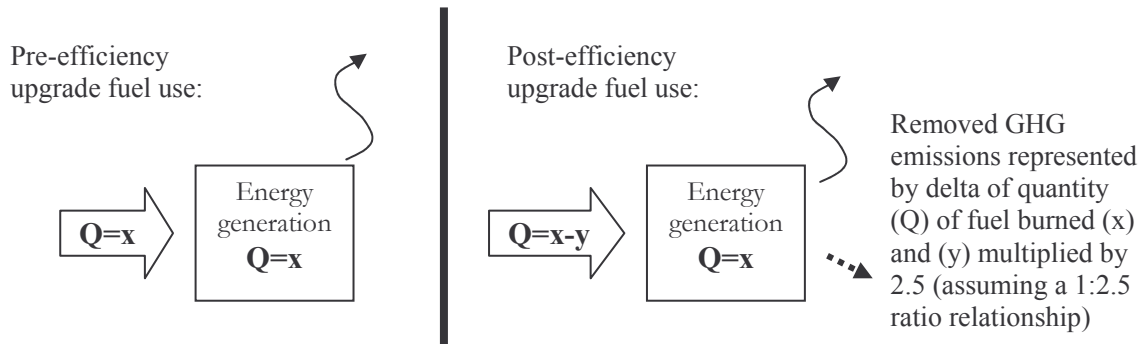 Pre-efficiency
upgrade fuel use:
Q=x
Energy
generation
Q=x
Post-efficiency
upgrade fuel use:
Q=x-y
Energy
generation
Q=x
Removed GHG
emissions represented
by delta of quantity
(Q) of fuel burned (x)
and (y) multiplied by
2.5 (assuming a 1:2.5
ratio relationship)